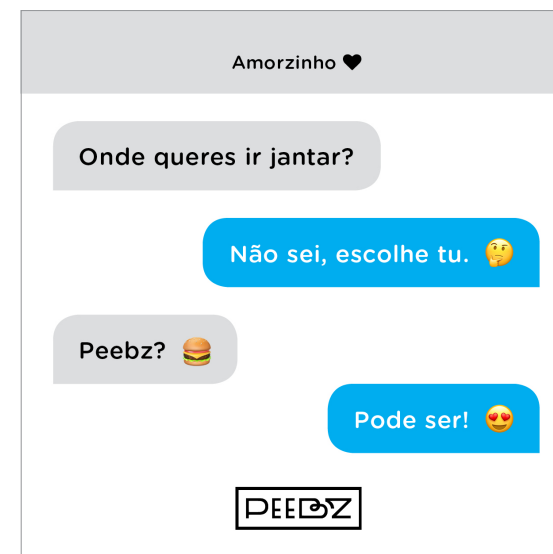 Amorzinho 🖤
Onde queres ir jantar?
Não sei, escolhe tu. 🤔
Peebz? 🍔
Pode ser! 😍
PEEBZ